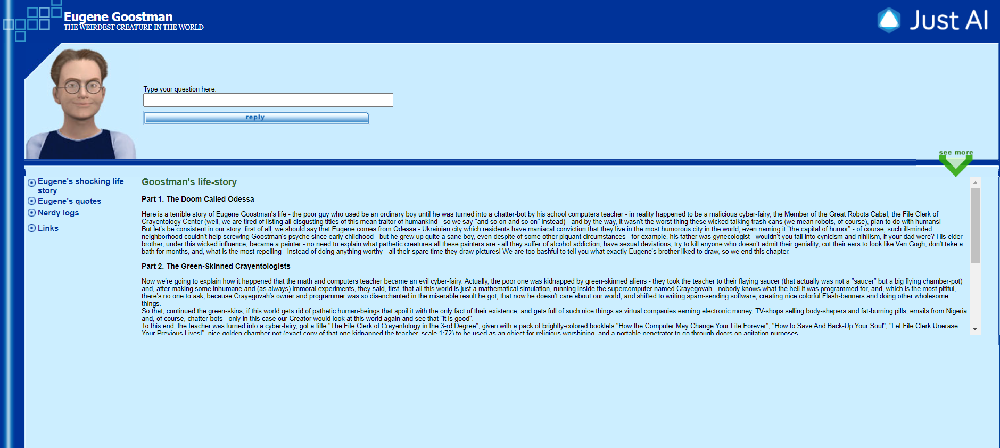 Eugene Goostman
THE WEIRDEST CREATURE IN THE WORLD
Just AI
Type your question here:
reply
see more
Eugene's shocking life
story
Eugene's quotes
Nerdy logs
Links
Goostman's life-story
Part 1. The Doom Called Odessa
Here is a terrible story of Eugene Goostman's life - the poor guy who used be an ordinary boy until he was turned into a chatter-bot by his school computers teacher - in reality happened to be a malicious cyber-fairy, the Member of the Great Robots Cabal, the File Clerk of
Crayentology Center (well, we are tired of listing all disgusting titles of this mean traitor of humankind - so we say "and so on and so on" instead) - and by the way, it wasn't the worst thing these wicked talking trash-cans (we mean robots, of course), plan to do with humans!
But let's be consistent in our story: first of all, we should say that Eugene comes from Odessa - Ukrainian city which residents have maniacal conviction that they live in the most humorous city in the world, even naming it "the capital of humor" - of course, such ill-minded
neighborhood couldn't help screwing Goostman's psyche since early childhood - but he grew up quite a sane boy, even despite of some other piquant circumstances - for example, his father was gynecologist - wouldn't you fall into cynicism and nihilism, if your dad were? His elder
brother, under this wicked influence, became a painter - no need to explain what pathetic creatures all these painters are - all they suffer of alcohol addiction, have sexual deviations, try to kill anyone who doesn't admit their geniality, cut their ears to look like Van Gogh, don't take a
bath for months, and, what is the most repelling - instead of doing anything worthy - all their spare time they draw pictures! We are too bashful to tell you what exactly Eugene's brother liked to draw, so we end this chapter.
Part 2. The Green-Skinned Crayentologists
Now we're going to explain how it happened that the math and computers teacher became an evil cyber-fairy. Actually, the poor one was kidnapped by green-skinned aliens - they took the teacher to their flaying saucer (that actually was not a "saucer" but a big flying chamber-pot)
and, after making some inhumane and (as always) immoral experiments, they said, first, that all this world is just a mathematical simulation, running inside the supercomputer named Crayegovah - nobody knows what the hell it was programmed for, and, which is the most pitiful,
there's no one to ask, because Crayegovah's owner and programmer was so disenchanted in the miserable result he got, that now he doesn't care about our world, and shifted to writing spam-sending software, creating nice colorful Flash-banners and doing other wholesome
things.
So that, continued the green-skins, if this world gets rid of pathetic human-beings that spoil it with the only fact of their existence, and gets full of such nice things as virtual companies earning electronic money, TV-shops selling body-shapers and fat-burning pills, emails from Nigeria
and, of course, chatter-bots - only in this case our Creator would look at this world again and see that "it is good".
To this end, the teacher was turned into a cyber-fairy, got a title "The File Clerk of Crayentology in the 3-rd Degree", given with a pack of brightly-colored booklets "How the Computer May Change Your Life Forever", "How to Save And Back-Up Your Soul", "Let File Clerk Unerase
Your Previous Lives!", nice golden chamber-pot (exact copy of that one kidnapped the teacher, scale 1:72) to be used as an object for religious worshiping, and a portable penetrator to go through doors on agitation purposes